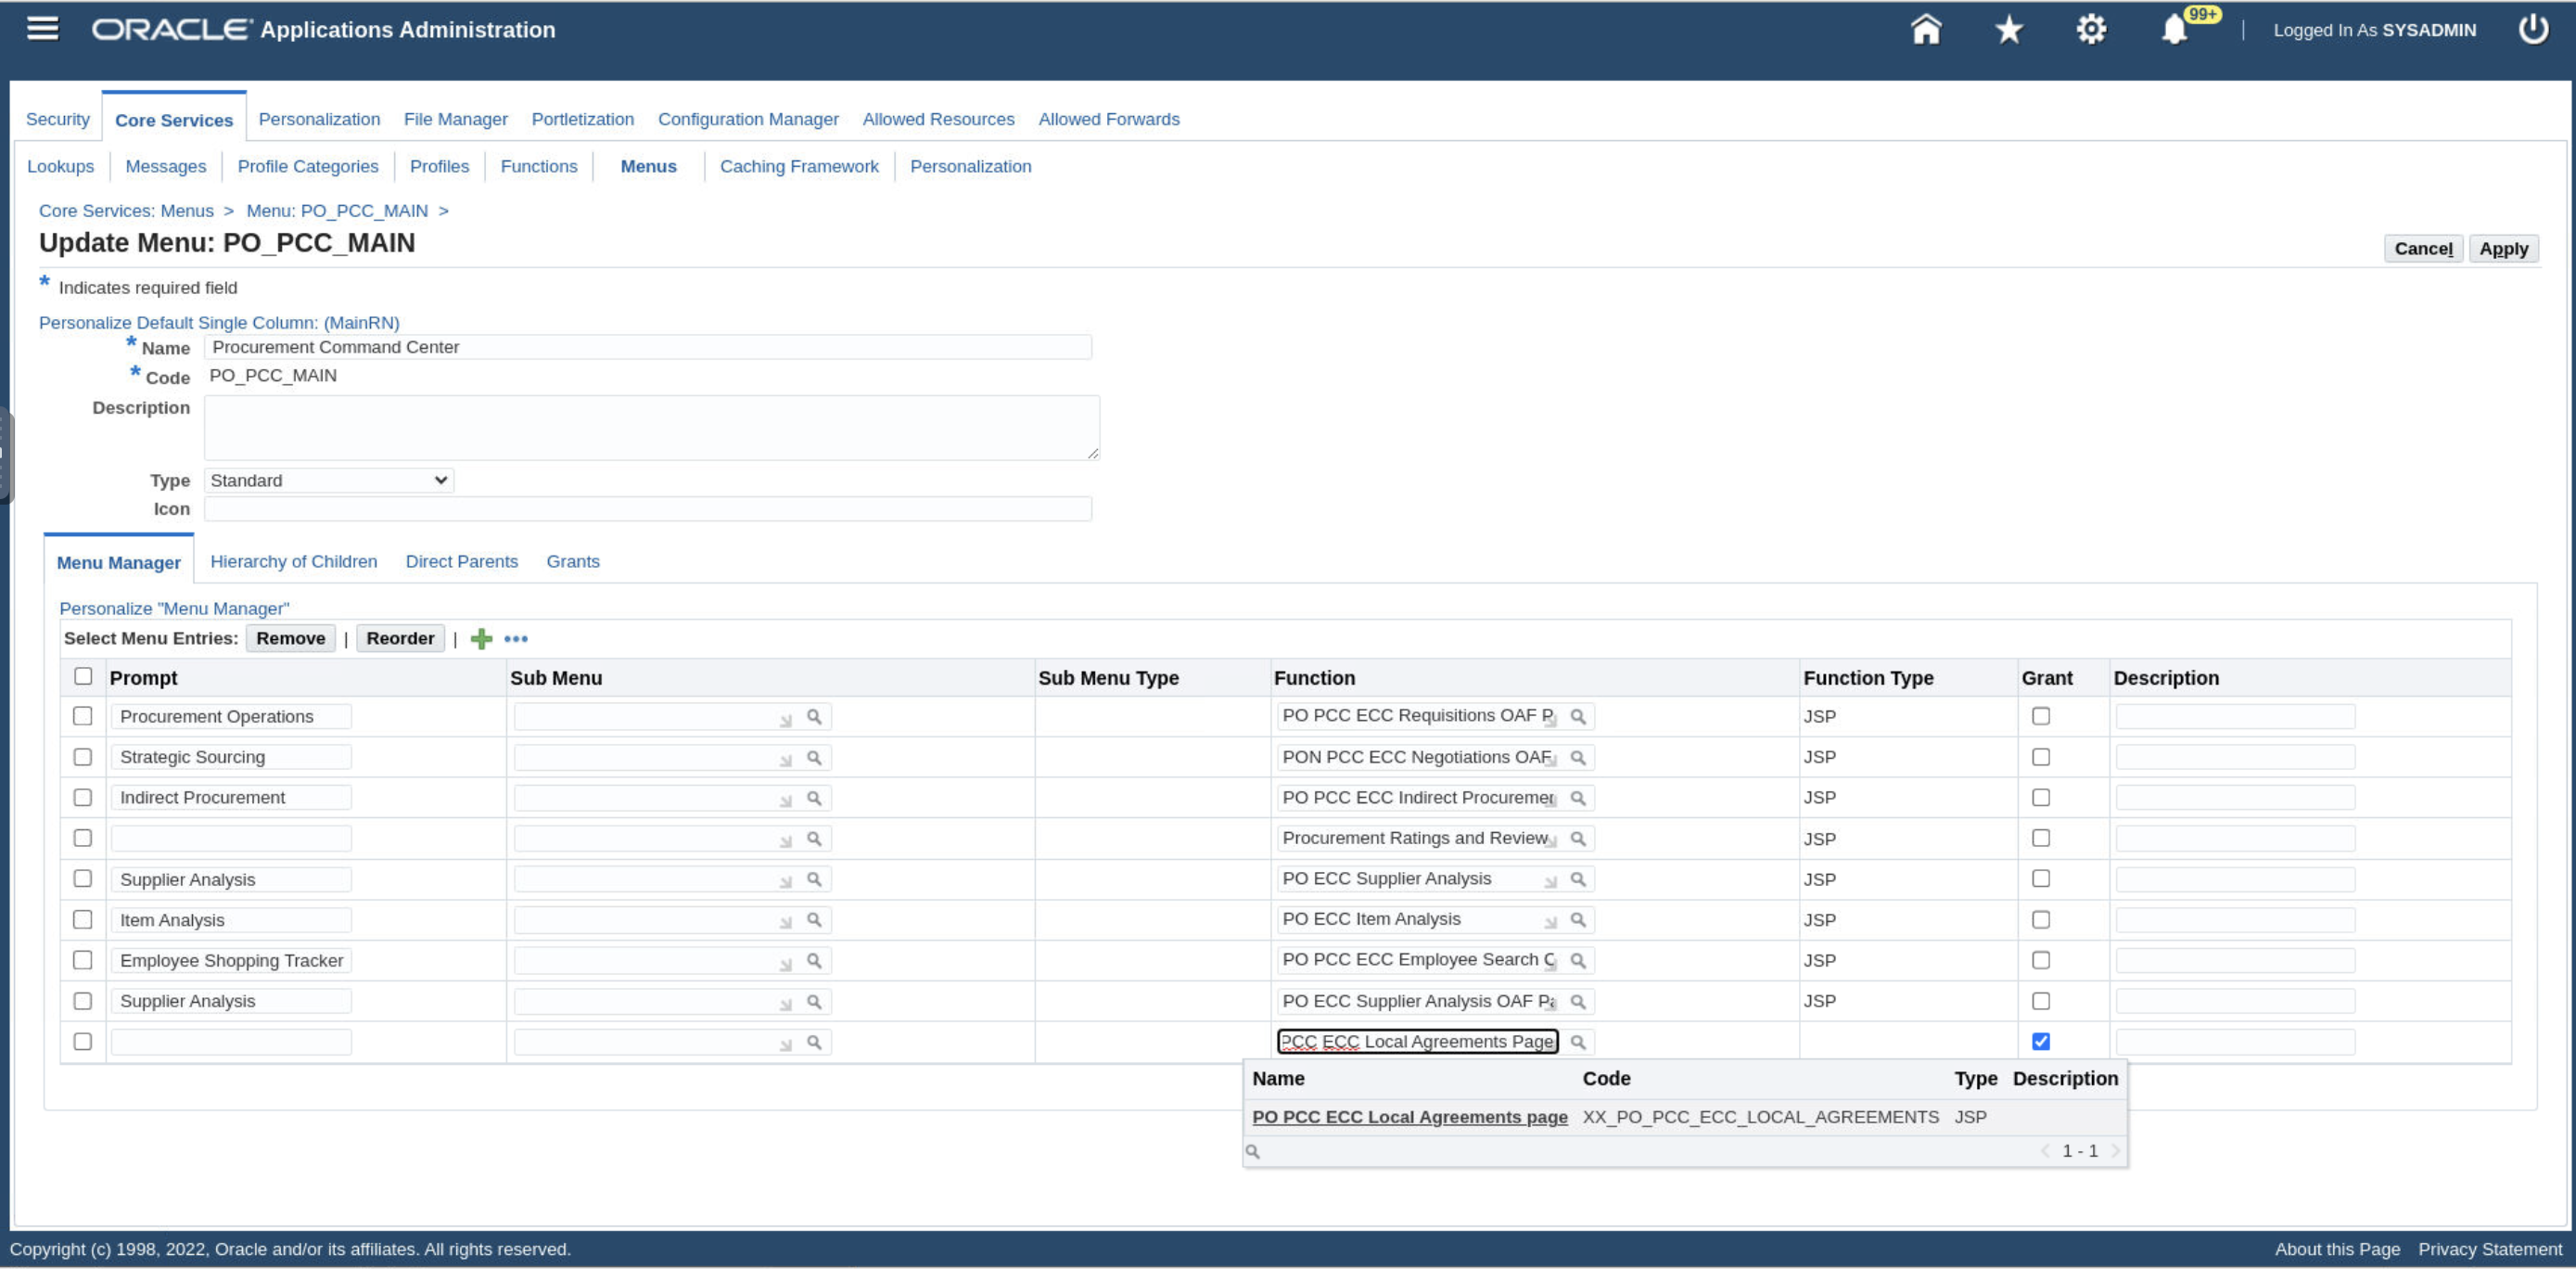 ORACLE Applications Administration 99+ Logged In As SYSADMIN
Security Core Services Personalization File Manager Portletization Configuration Manager Allowed Resources Allowed Forwards
Lookups Messages Profile Categories Profiles Functions Menus Caching Framework Personalization
Core Services: Menus > Menu: PO_PCC_MAIN >
Update Menu: PO_PCC_MAIN Cancel Apply
* Indicates required field
Personalize Default Single Column: (MainRN)
* Name Procurement Command Center
* Code PO_PCC_MAIN
Description
Type Standard
Icon
Menu Manager Hierarchy of Children Direct Parents Grants
Personalize "Menu Manager"
Select Menu Entries: Remove | Reorder |
Prompt Sub Menu Sub Menu Type Function Function Type Grant Description
Procurement Operations PO PCC ECC Requisitions OAF P JSP
Strategic Sourcing PON PCC ECC Negotiations OAF JSP
Indirect Procurement PO PCC ECC Indirect Procuremen JSP
Procurement Ratings and Review JSP
Supplier Analysis PO ECC Supplier Analysis JSP
Item Analysis PO ECC Item Analysis JSP
Employee Shopping Tracker PO PCC ECC Employee Search C JSP
Supplier Analysis PO ECC Supplier Analysis OAF Pa JSP
PCC ECC Local Agreements Page
Name Code Type Description
PO PCC ECC Local Agreements page XX_PO_PCC_ECC_LOCAL_AGREEMENTS JSP
1 - 1
Copyright (c) 1998, 2022, Oracle and/or its affiliates. All rights reserved. About this Page Privacy Statement